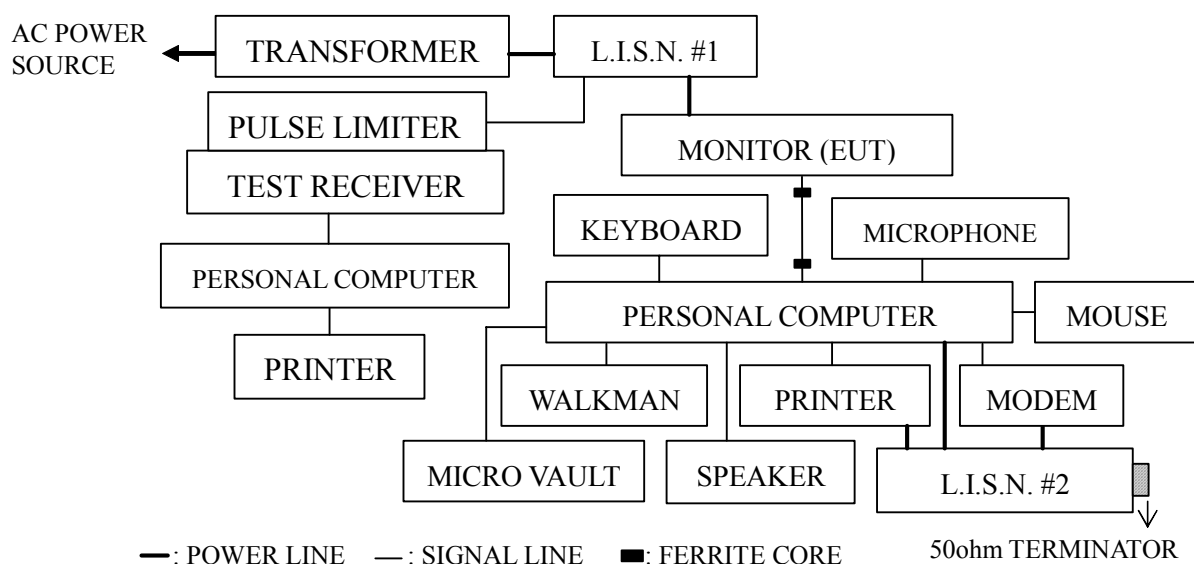 AC POWER
SOURCE
TRANSFORMER
L.I.S.N. #1
PULSE LIMITER
MONITOR (EUT)
TEST RECEIVER
KEYBOARD
MICROPHONE
PERSONAL COMPUTER
PERSONAL COMPUTER
MOUSE
PRINTER
WALKMAN
PRINTER
MODEM
MICRO VAULT
SPEAKER
L.I.S.N. #2
: POWER LINE
: SIGNAL LINE
: FERRITE CORE
50ohm TERMINATOR